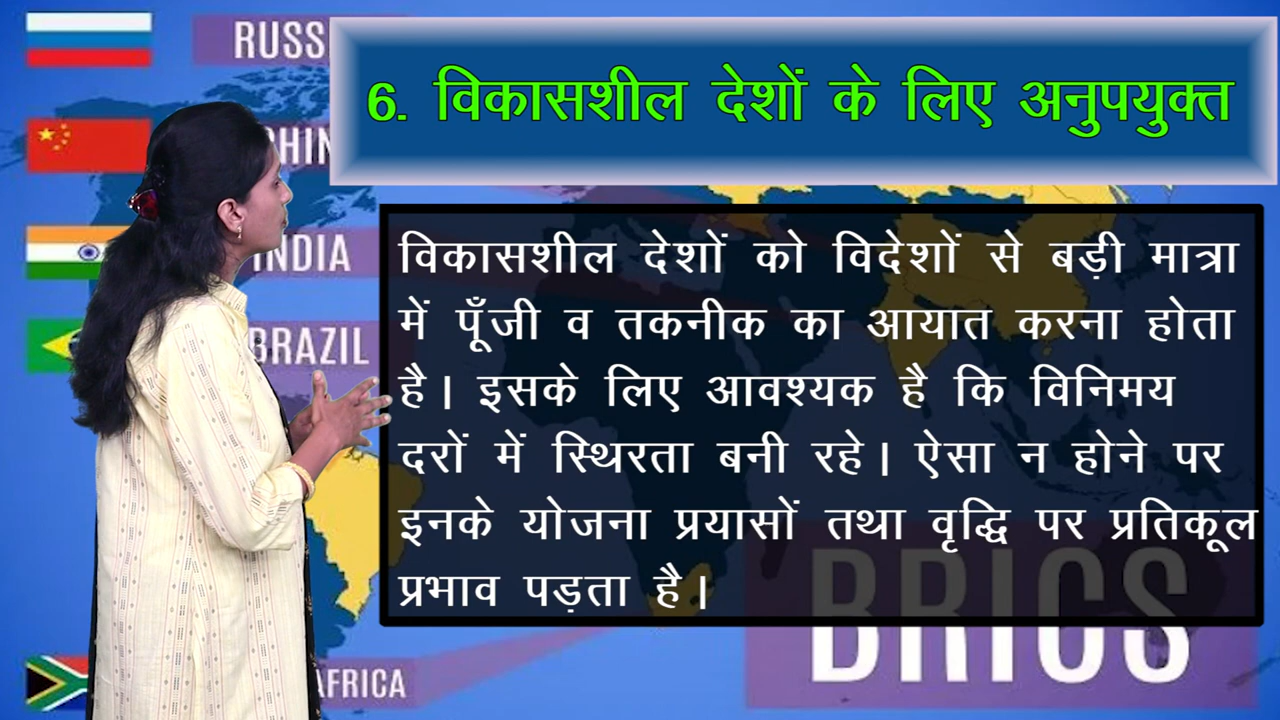 RUSS
6. विकासशील देशों के लिए अनुपयुक्त
HIN
INDIA
BRAZIL
AFRICA
विकासशील देशों को विदेशों से बड़ी मात्रा
में पूँजी व तकनीक का आयात करना होता
है। इसके लिए आवश्यक है कि विनिमय
दरों में स्थिरता बनी रहे। ऐसा न होने पर
इनके योजना प्रयासों तथा वृद्धि पर प्रतिकूल
प्रभाव पड़ता है।
BRICS